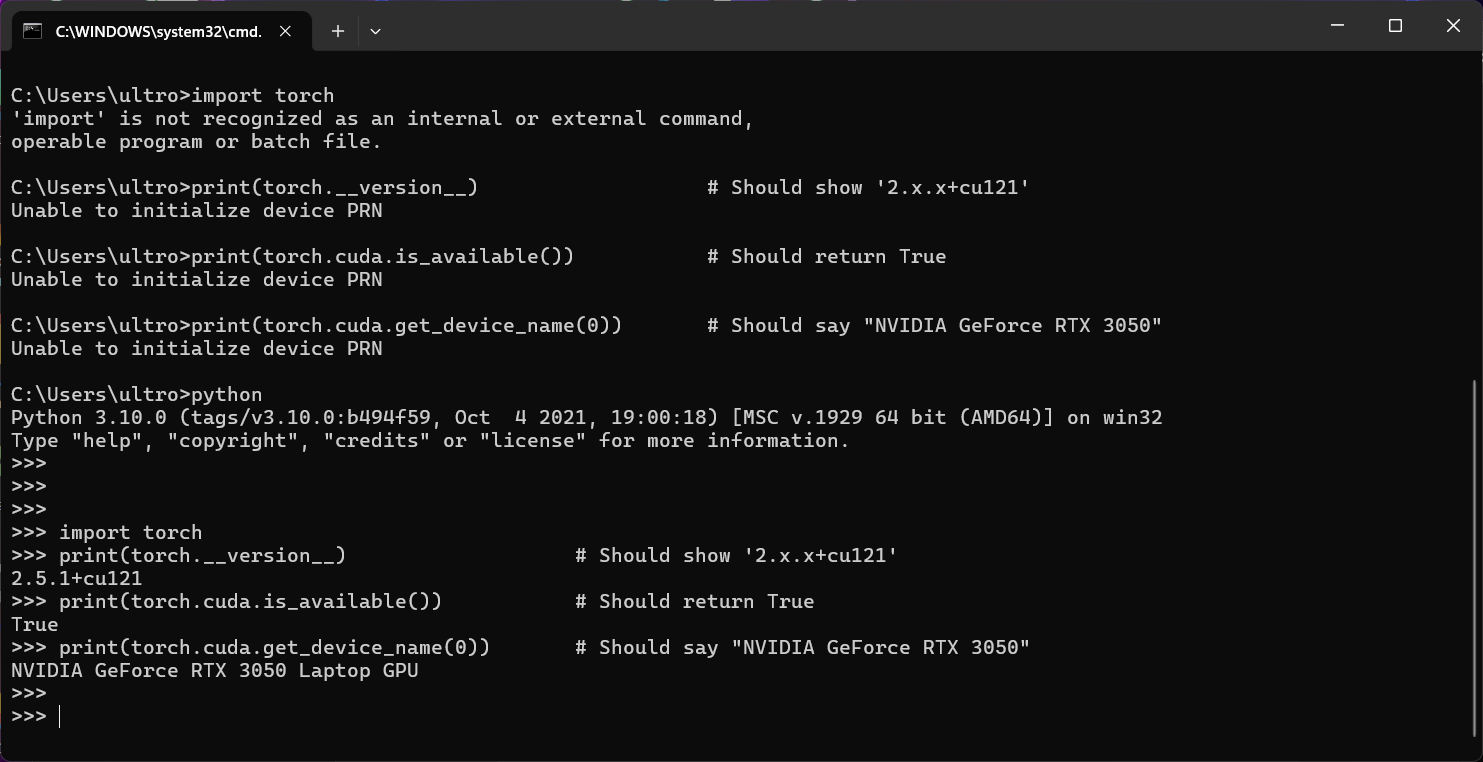 C:\WINDOWS\system32\cmd.
C:\Users\ultro>import torch
'import' is not recognized as an internal or external command,
operable program or batch file.
C:\Users\ultro>print(torch.__version__)                   # Should show '2.x.x+cu121'
Unable to initialize device PRN
C:\Users\ultro>print(torch.cuda.is_available())           # Should return True
Unable to initialize device PRN
C:\Users\ultro>print(torch.cuda.get_device_name(0))       # Should say "NVIDIA GeForce RTX 3050"
Unable to initialize device PRN
C:\Users\ultro>python
Python 3.10.0 (tags/v3.10.0:b494f59, Oct  4 2021, 19:00:18) [MSC v.1929 64 bit (AMD64)] on win32
Type "help", "copyright", "credits" or "license" for more information.
>>>
>>>
>>>
>>> import torch
>>> print(torch.__version__)                   # Should show '2.x.x+cu121'
2.5.1+cu121
>>> print(torch.cuda.is_available())           # Should return True
True
>>> print(torch.cuda.get_device_name(0))       # Should say "NVIDIA GeForce RTX 3050"
NVIDIA GeForce RTX 3050 Laptop GPU
>>>
>>>